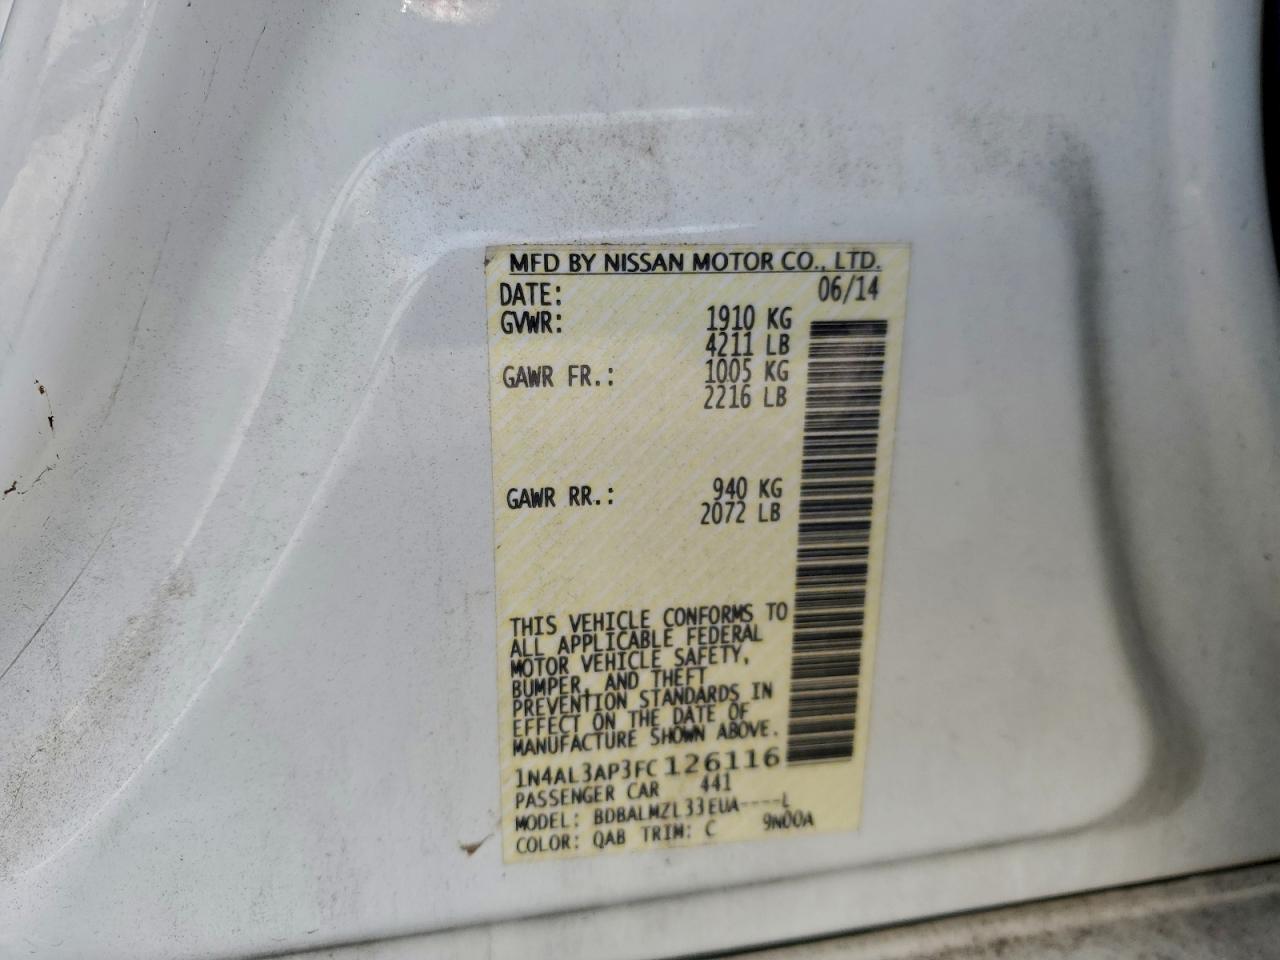 MFD BY NISSAN MOTOR CO., LTD.
DATE: 06/14
GVWR: 1910 KG
4211 LB
GAWR FR.: 1005 KG
2216 LB
GAWR RR.: 940 KG
2072 LB
THIS VEHICLE CONFORMS TO
ALL APPLICABLE FEDERAL
MOTOR VEHICLE SAFETY,
BUMPER, AND THEFT
PREVENTION STANDARDS IN
EFFECT ON THE DATE OF
MANUFACTURE SHOWN ABOVE.
1N4AL3AP3FC126116
PASSENGER CAR 441
MODEL: BDBALMZL33EUA----L
COLOR: QAB TRIM: C 9N00A